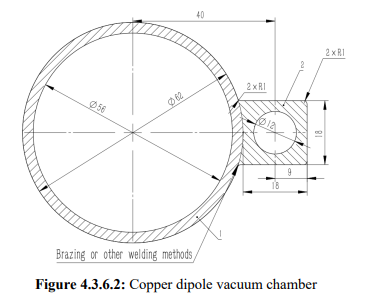 40
2×R1
2
2×R1
Ø56
Ø62
Ø12
18
9
18
1
Brazing or other welding methods
Figure 4.3.6.2: Copper dipole vacuum chamber